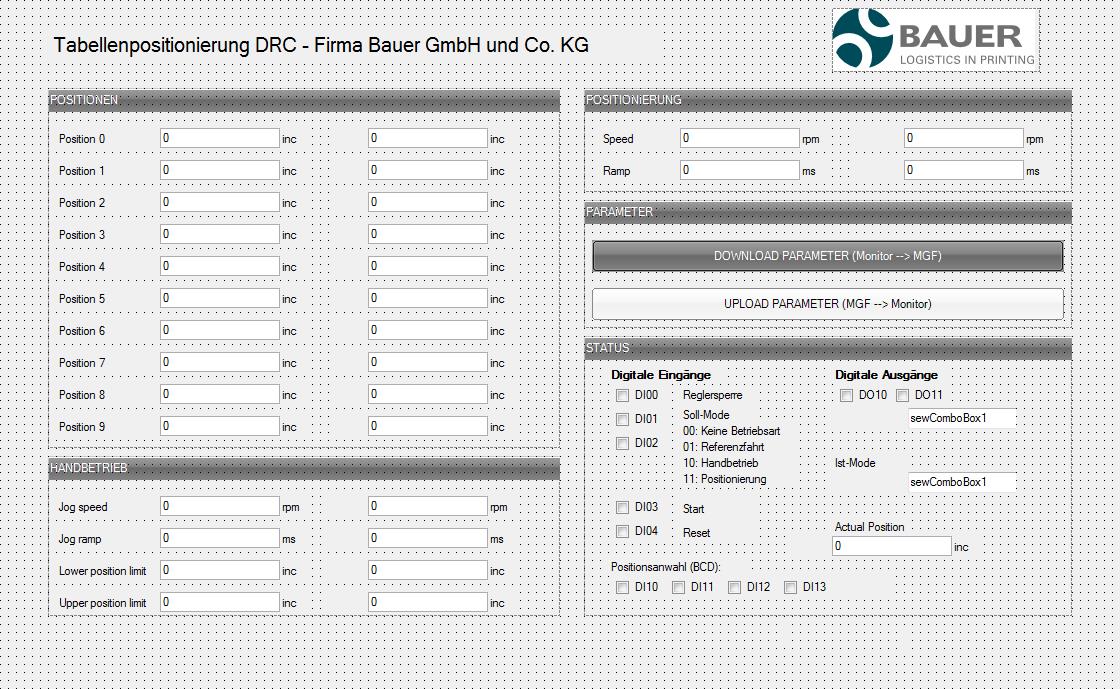 Tabellenpositionierung DRC - Firma Bauer GmbH und Co. KG
BAUER
LOGISTICS IN PRINTING
POSITIONEN
Position 0 0 inc 0 inc
Position 1 0 inc 0 inc
Position 2 0 inc 0 inc
Position 3 0 inc 0 inc
Position 4 0 inc 0 inc
Position 5 0 inc 0 inc
Position 6 0 inc 0 inc
Position 7 0 inc 0 inc
Position 8 0 inc 0 inc
Position 9 0 inc 0 inc
HANDBETRIEB
Jog speed 0 rpm 0 rpm
Jog ramp 0 ms 0 ms
Lower position limit 0 inc 0 inc
Upper position limit 0 inc 0 inc
POSITIONIERUNG
Speed 0 rpm 0 rpm
Ramp 0 ms 0 ms
PARAMETER
DOWNLOAD PARAMETER (Monitor --> MGF)
UPLOAD PARAMETER (MGF --> Monitor)
STATUS
Digitale Eingänge
DI00 Reglersperre
DI01 Soll-Mode
00: Keine Betriebsart
DI02 01: Referenzfahrt
10: Handbetrieb
11: Positionierung
DI03 Start
DI04 Reset
Positionsanwahl (BCD):
DI10 DI11 DI12 DI13
Digitale Ausgänge
DO10 DO11
sewComboBox1
Ist-Mode
sewComboBox1
Actual Position
0 inc